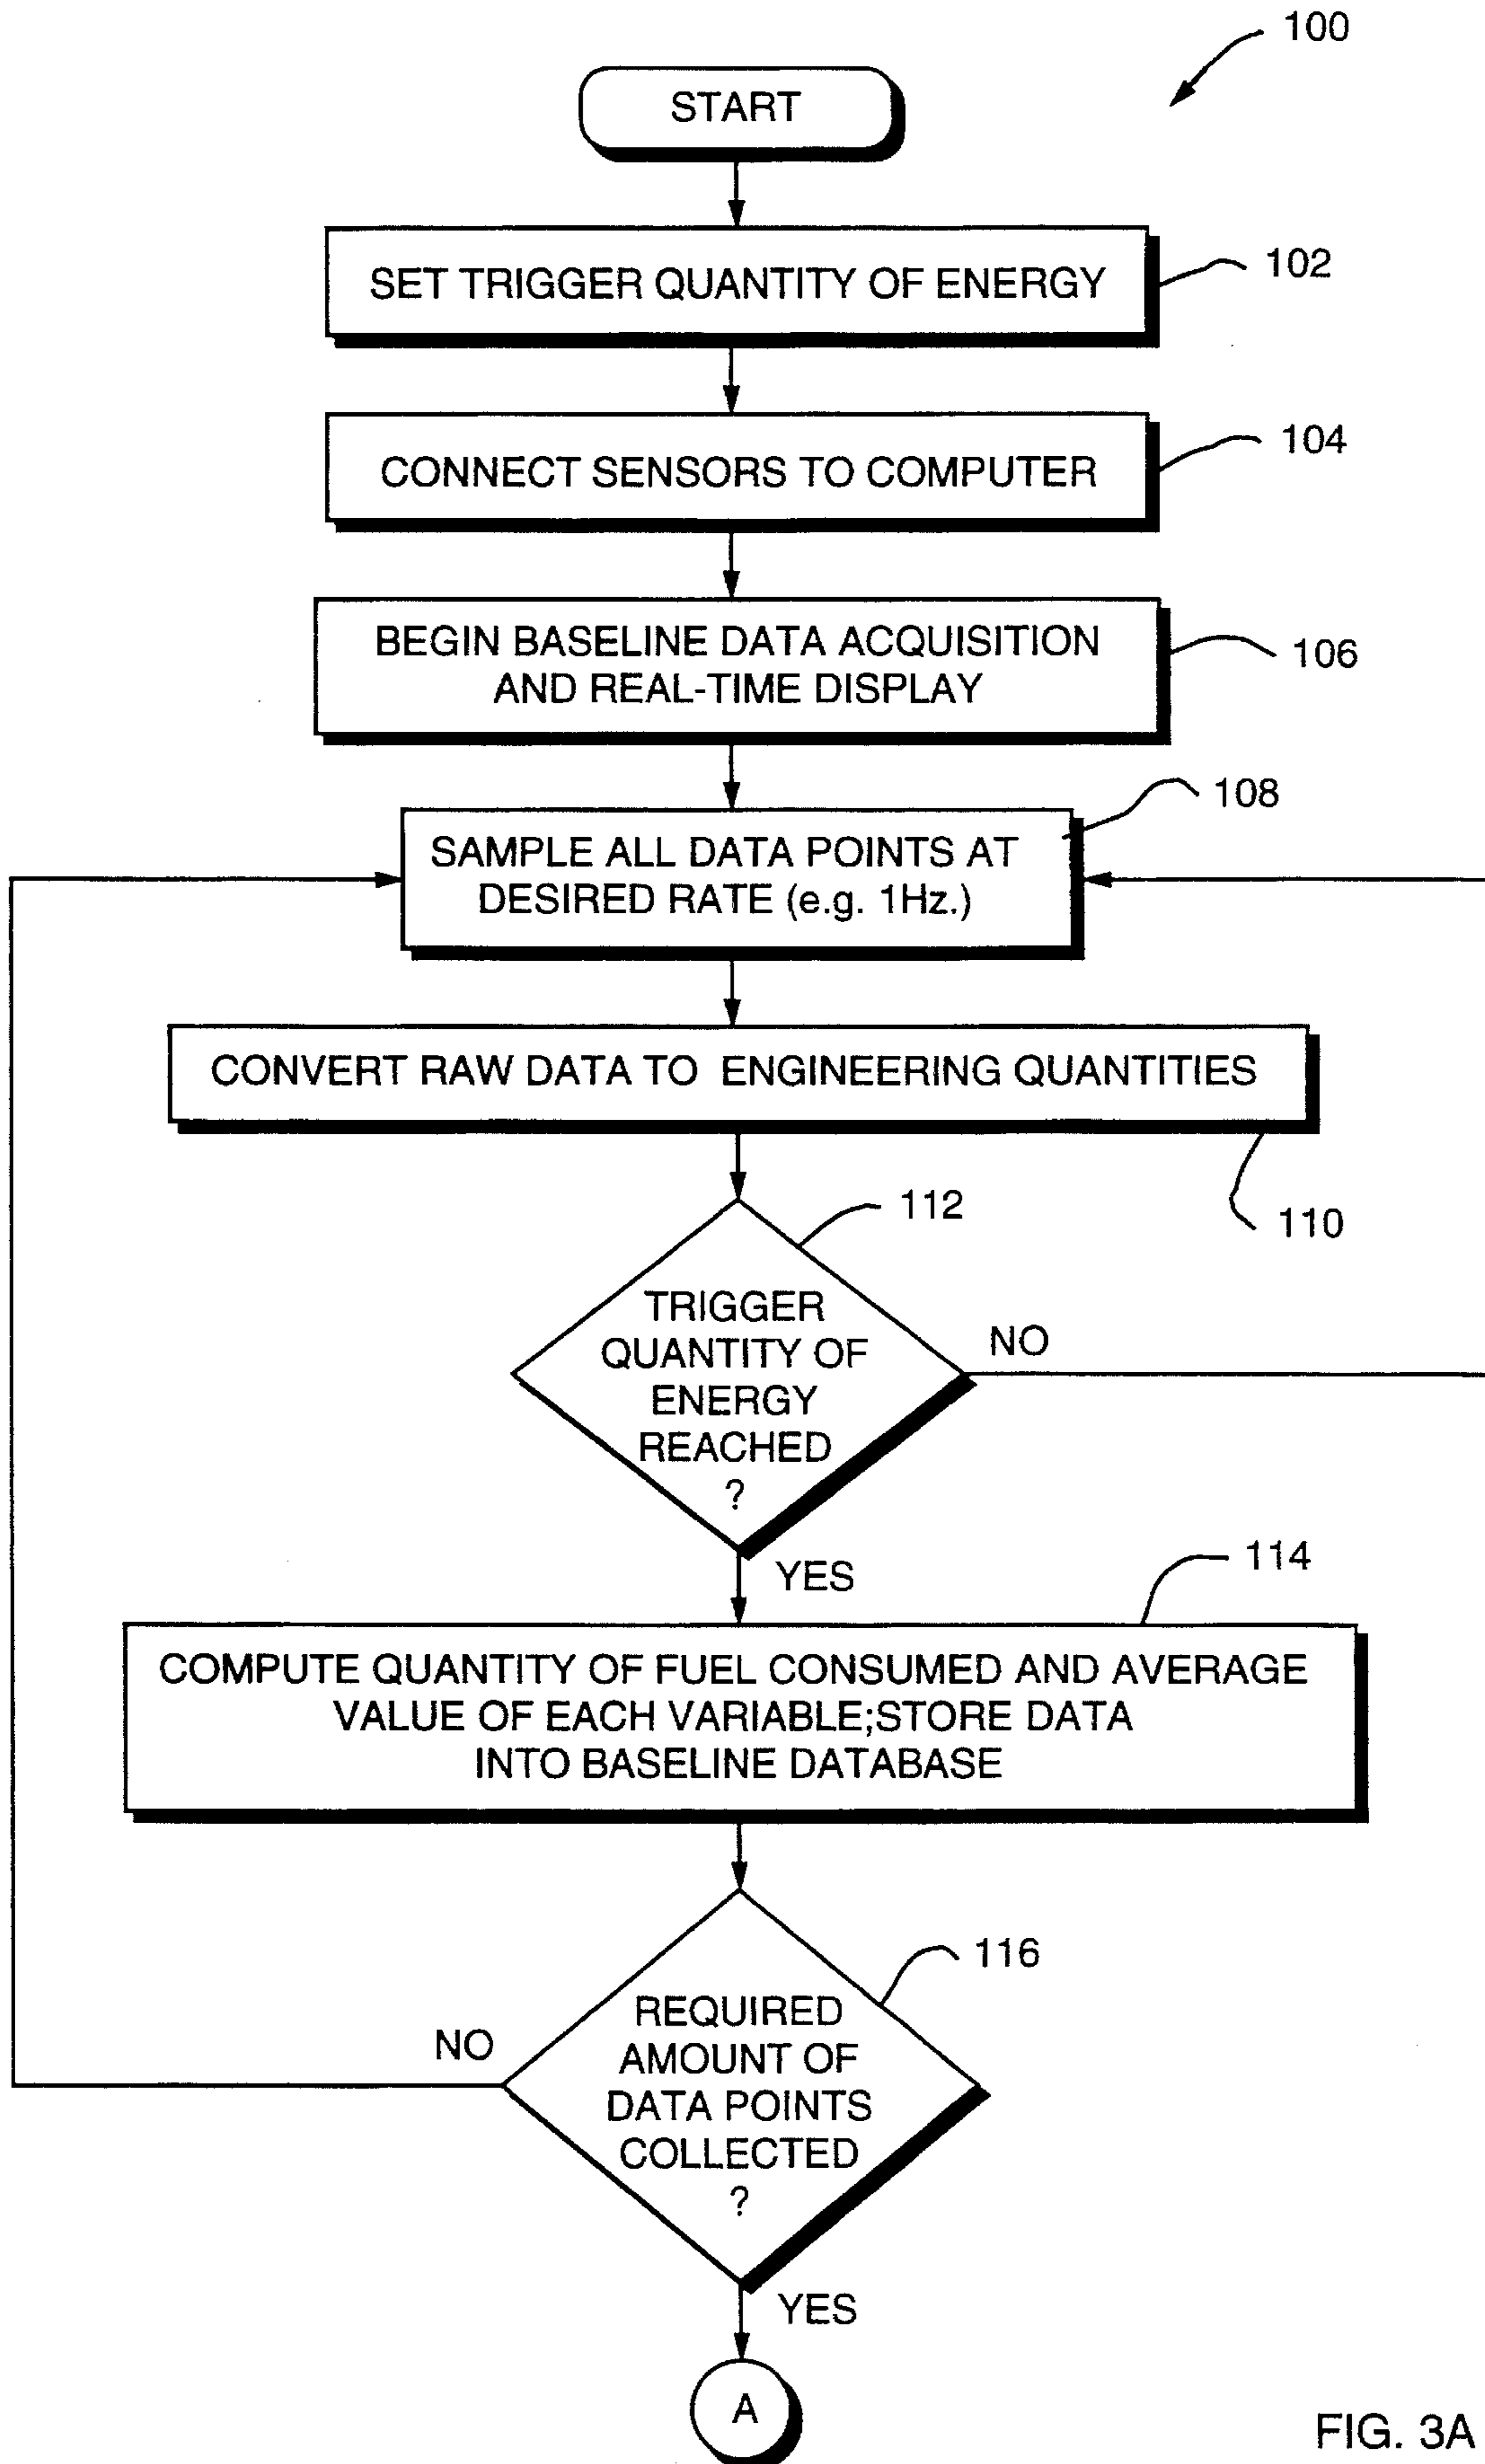 100
START
SET TRIGGER QUANTITY OF ENERGY
102
CONNECT SENSORS TO COMPUTER
104
BEGIN BASELINE DATA ACQUISITION
AND REAL-TIME DISPLAY
106
108
SAMPLE ALL DATA POINTS AT
DESIRED RATE (e.g. 1Hz.)
CONVERT RAW DATA TO ENGINEERING QUANTITIES
110
112
TRIGGER
QUANTITY OF
ENERGY
REACHED
?
NO
YES
114
COMPUTE QUANTITY OF FUEL CONSUMED AND AVERAGE
VALUE OF EACH VARIABLE;STORE DATA
INTO BASELINE DATABASE
116
REQUIRED
AMOUNT OF
DATA POINTS
COLLECTED
?
NO
YES
A
FIG. 3A